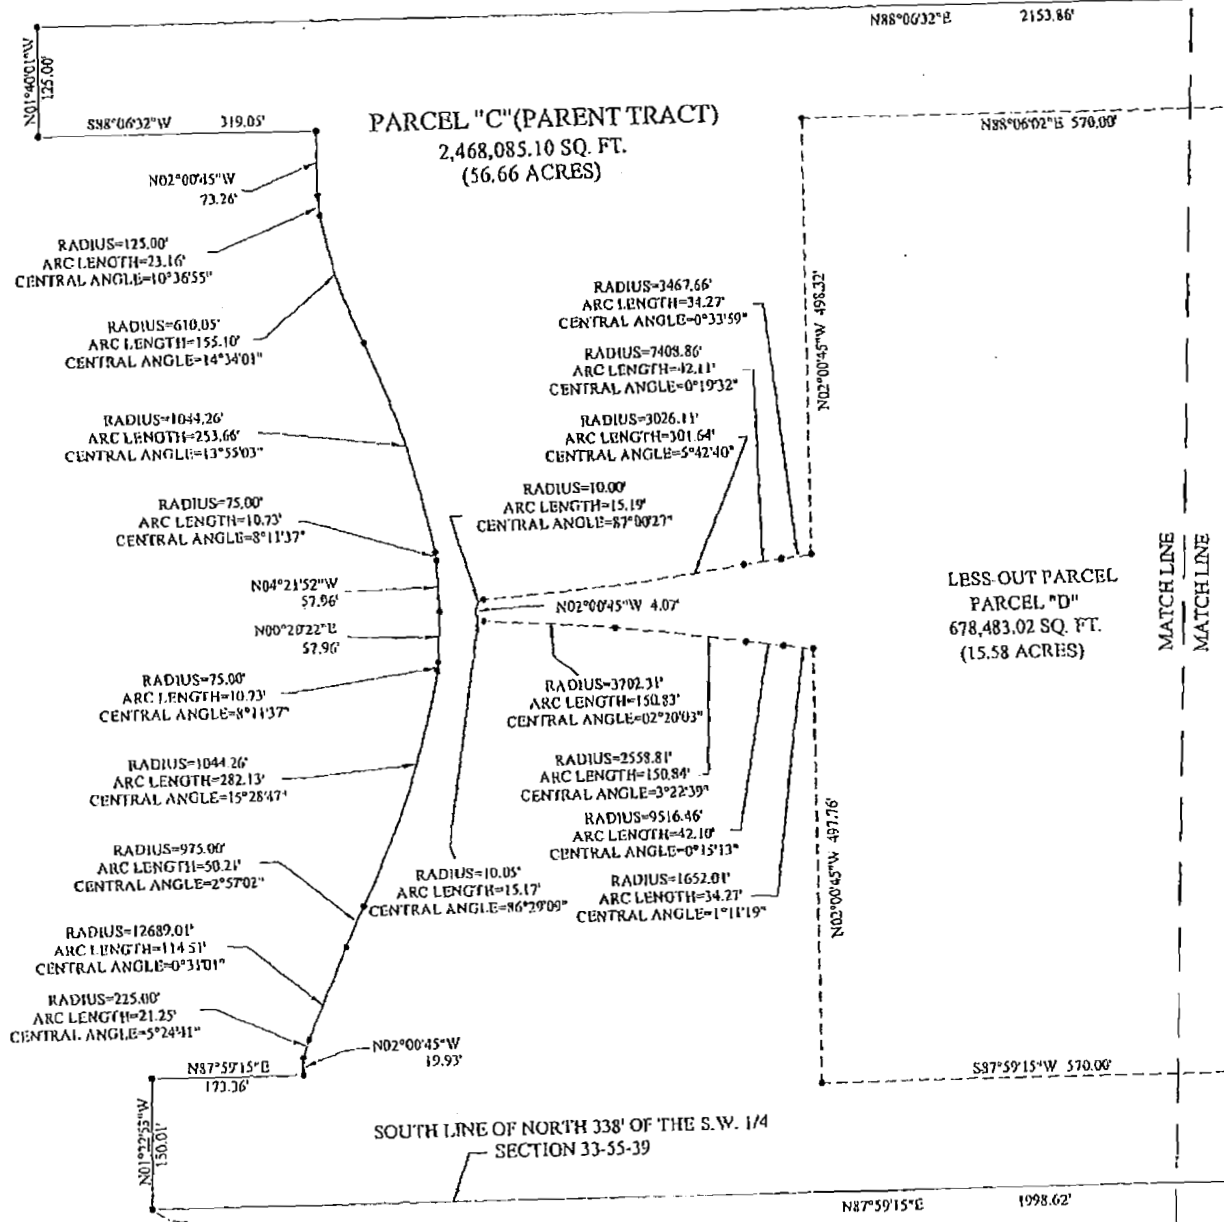 N88°06'32"E 2153.86'
N01°40'01"W
125.00'
S88°06'32"W 319.05'
PARCEL "C"(PARENT TRACT)
2,468,085.10 SQ. FT.
(56.66 ACRES)
N88°06'02"E 570.00'
N02°00'45"W
73.26'
RADIUS=125.00'
ARC LENGTH=23.16'
CENTRAL ANGLE=10°36'55"
RADIUS=610.05'
ARC LENGTH=155.10'
CENTRAL ANGLE=14°34'01"
RADIUS=1044.26'
ARC LENGTH=253.66'
CENTRAL ANGLE=13°55'03"
RADIUS=75.00'
ARC LENGTH=10.73'
CENTRAL ANGLE=8°11'37"
N04°21'52"W
57.96'
N00°20'22"E
57.96'
RADIUS=75.00'
ARC LENGTH=10.73'
CENTRAL ANGLE=8°11'37"
RADIUS=1044.26'
ARC LENGTH=282.13'
CENTRAL ANGLE=15°28'47"
RADIUS=975.00'
ARC LENGTH=50.21'
CENTRAL ANGLE=2°57'02"
RADIUS=12689.01'
ARC LENGTH=114.51'
CENTRAL ANGLE=0°31'01"
RADIUS=225.00'
ARC LENGTH=21.25'
CENTRAL ANGLE=5°24'41"
N02°00'45"W
19.93'
N87°59'15"E
173.36'
N01°22'53"W
150.01'
RADIUS=3467.66'
ARC LENGTH=34.27'
CENTRAL ANGLE=0°33'59"
RADIUS=7408.86'
ARC LENGTH=42.11'
CENTRAL ANGLE=0°19'32"
RADIUS=3026.11'
ARC LENGTH=301.64'
CENTRAL ANGLE=5°42'40"
RADIUS=10.00'
ARC LENGTH=15.19'
CENTRAL ANGLE=87°00'27"
N02°00'45"W 4.07'
RADIUS=3702.31'
ARC LENGTH=150.83'
CENTRAL ANGLE=02°20'03"
RADIUS=2558.81'
ARC LENGTH=150.84'
CENTRAL ANGLE=3°22'39"
RADIUS=9516.46'
ARC LENGTH=42.10'
CENTRAL ANGLE=0°15'13"
RADIUS=10.05'
ARC LENGTH=15.17'
CENTRAL ANGLE=86°29'09"
RADIUS=1652.01'
ARC LENGTH=34.27'
CENTRAL ANGLE=1°11'19"
N02°00'45"W 498.32'
N02°00'45"W 497.76'
LESS OUT PARCEL
PARCEL "D"
678,483.02 SQ. FT.
(15.58 ACRES)
MATCH LINE
MATCH LINE
S87°59'15"W 570.00'
SOUTH LINE OF NORTH 338' OF THE S.W. 1/4
SECTION 33-55-39
N87°59'15"E 1998.62'